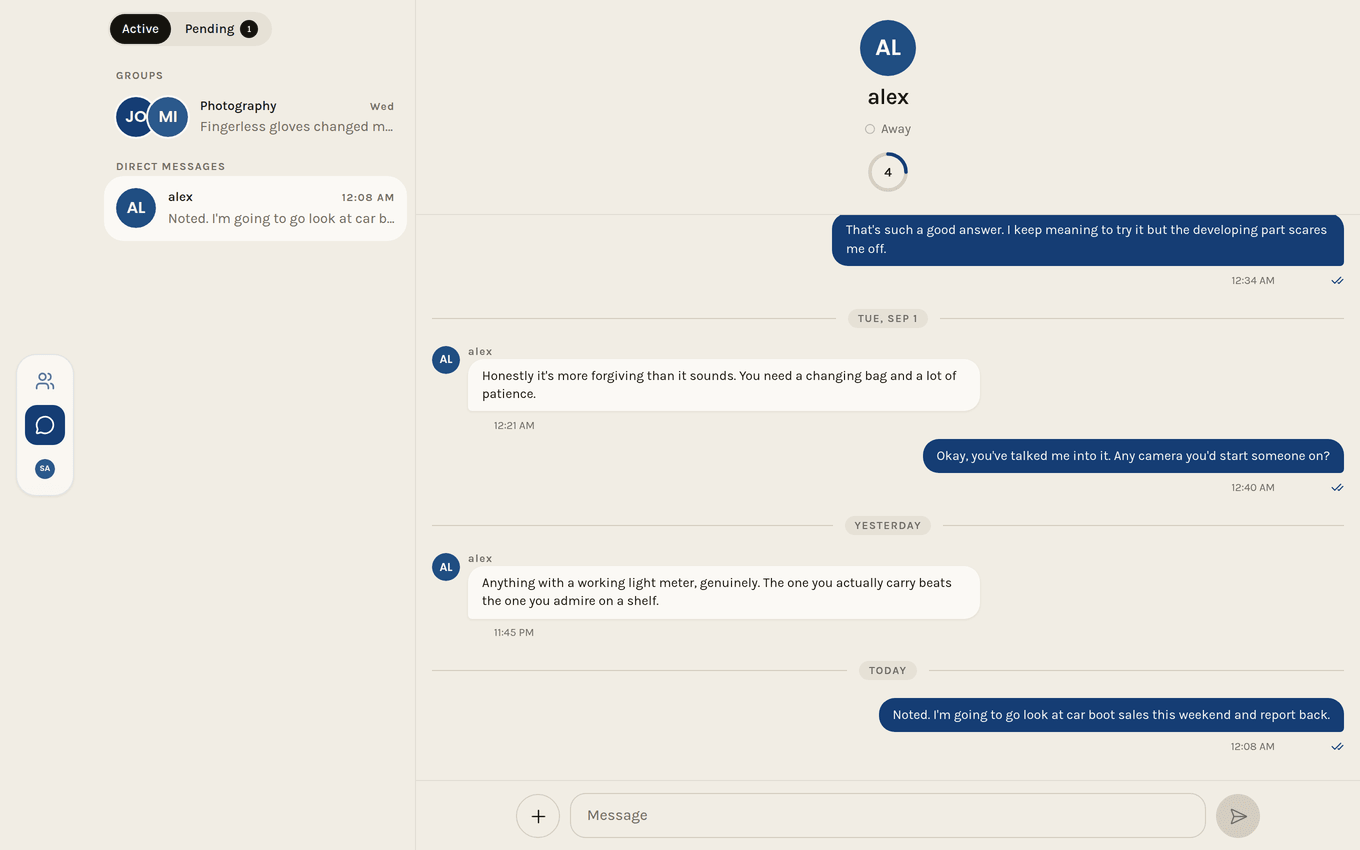 Active
Pending 1
GROUPS
JO MI
Photography
Wed
Fingerless gloves changed m...
DIRECT MESSAGES
AL
alex
12:08 AM
Noted. I'm going to go look at car b...
SA
AL
alex
Away
4
That's such a good answer. I keep meaning to try it but the developing part scares
me off.
12:34 AM
TUE, SEP 1
alex
AL
Honestly it's more forgiving than it sounds. You need a changing bag and a lot of
patience.
12:21 AM
Okay, you've talked me into it. Any camera you'd start someone on?
12:40 AM
YESTERDAY
alex
AL
Anything with a working light meter, genuinely. The one you actually carry beats
the one you admire on a shelf.
11:45 PM
TODAY
Noted. I'm going to go look at car boot sales this weekend and report back.
12:08 AM
Message